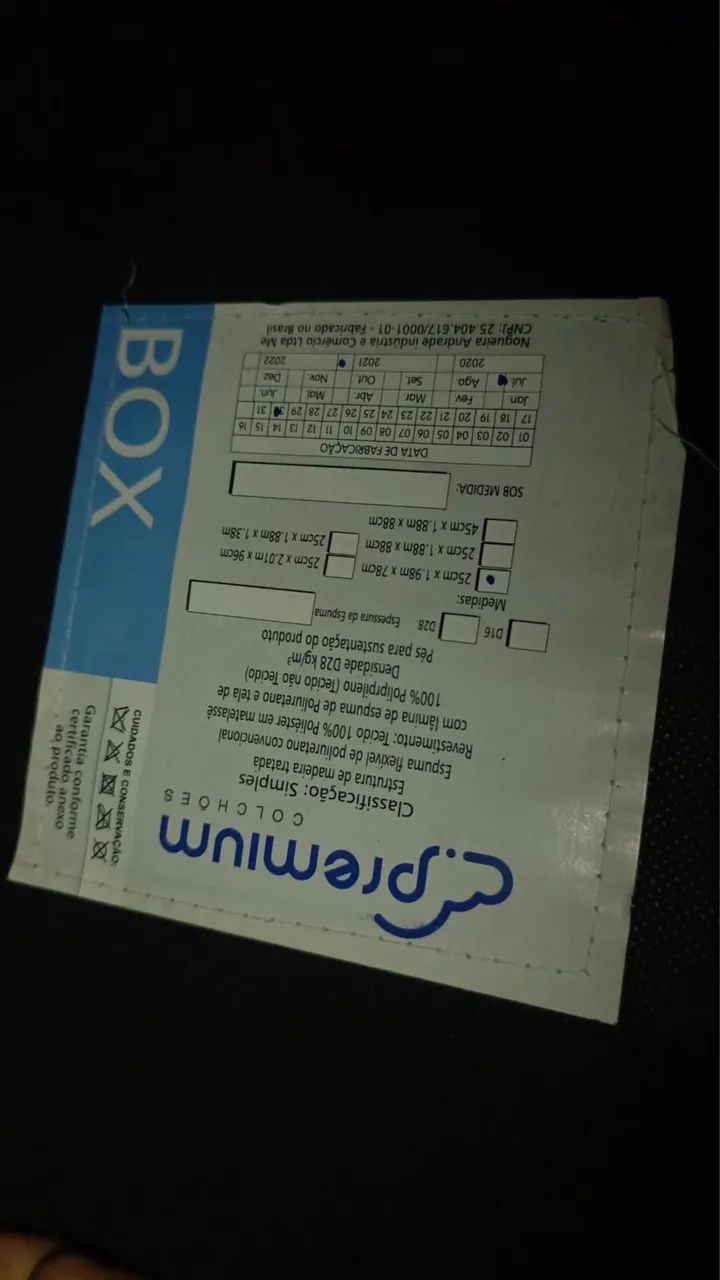 premium
COLCHÕES
Classificação: Simples
Estrutura de madeira tratada
Espuma flexível de poliuretano convencional
Revestimento: Tecido 100% Poliéster em matelassê
com lâmina de espuma de Poliuretano e tela de
100% Poliprpileno (Tecido não Tecido)
Densidade D28 kg/m³
Pés para sustentação do produto
D16 D28 Espessura da Espuma
Medidas:
25cm x 1.98m x 78cm 25cm x 2.01m x 96cm
25cm x 1.88m x 88cm 25cm x 1.88m x 1.38m
45cm x 1.88m x 88cm
SOB MEDIDA:
DATA DE FABRICAÇÃO
01 02 03 04 05 06 07 08 09 10 11 12 13 14 15 16
17 18 19 20 21 22 23 24 25 26 27 28 29 30 31
Jan Fev. Mar. Abr. Mai. Jun.
Jul Ago Set. Out. Nov. Dez
2020 2021 2022
Nogueira Andrade indústria e Comércio Ltda Me
CNPJ: 25.404.617/0001-01 - Fabricado no Brasil
CUIDADOS E CONSERVAÇÃO:
Garantia conforme
certificado anexo
ao produto.
BOX